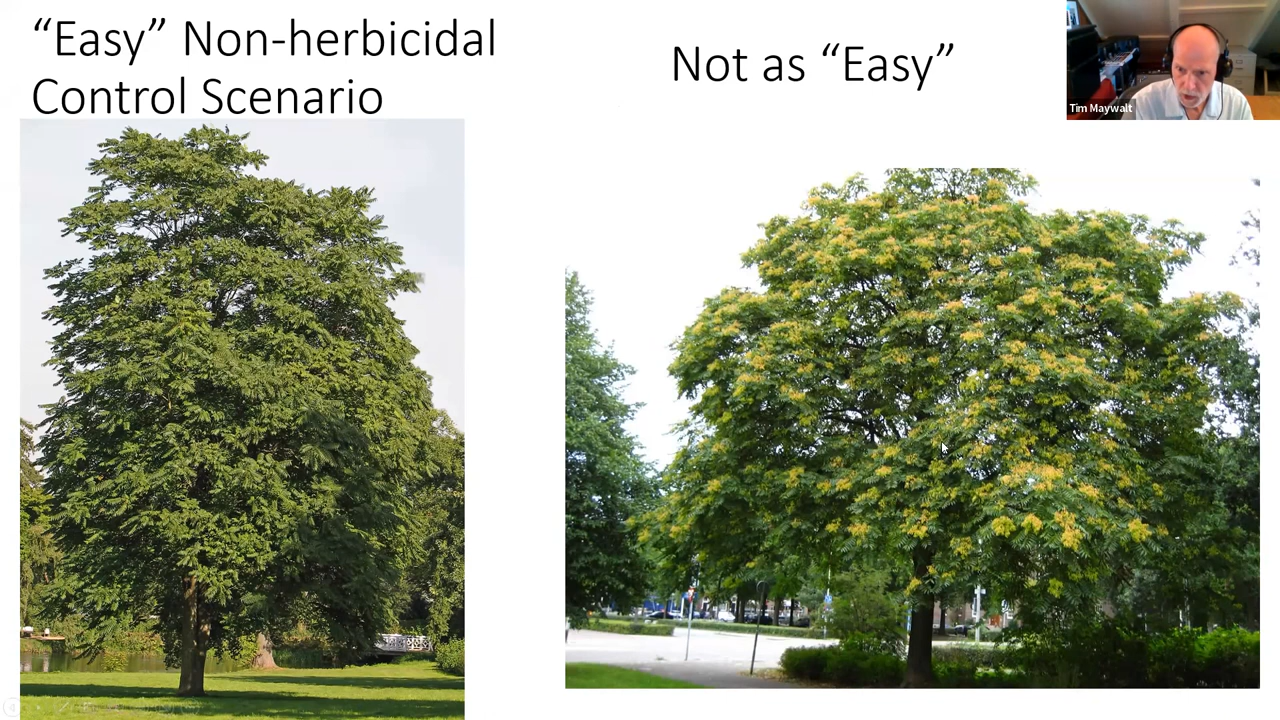 “Easy” Non-herbicidal
Control Scenario
Not as “Easy”
Tim Maywalt